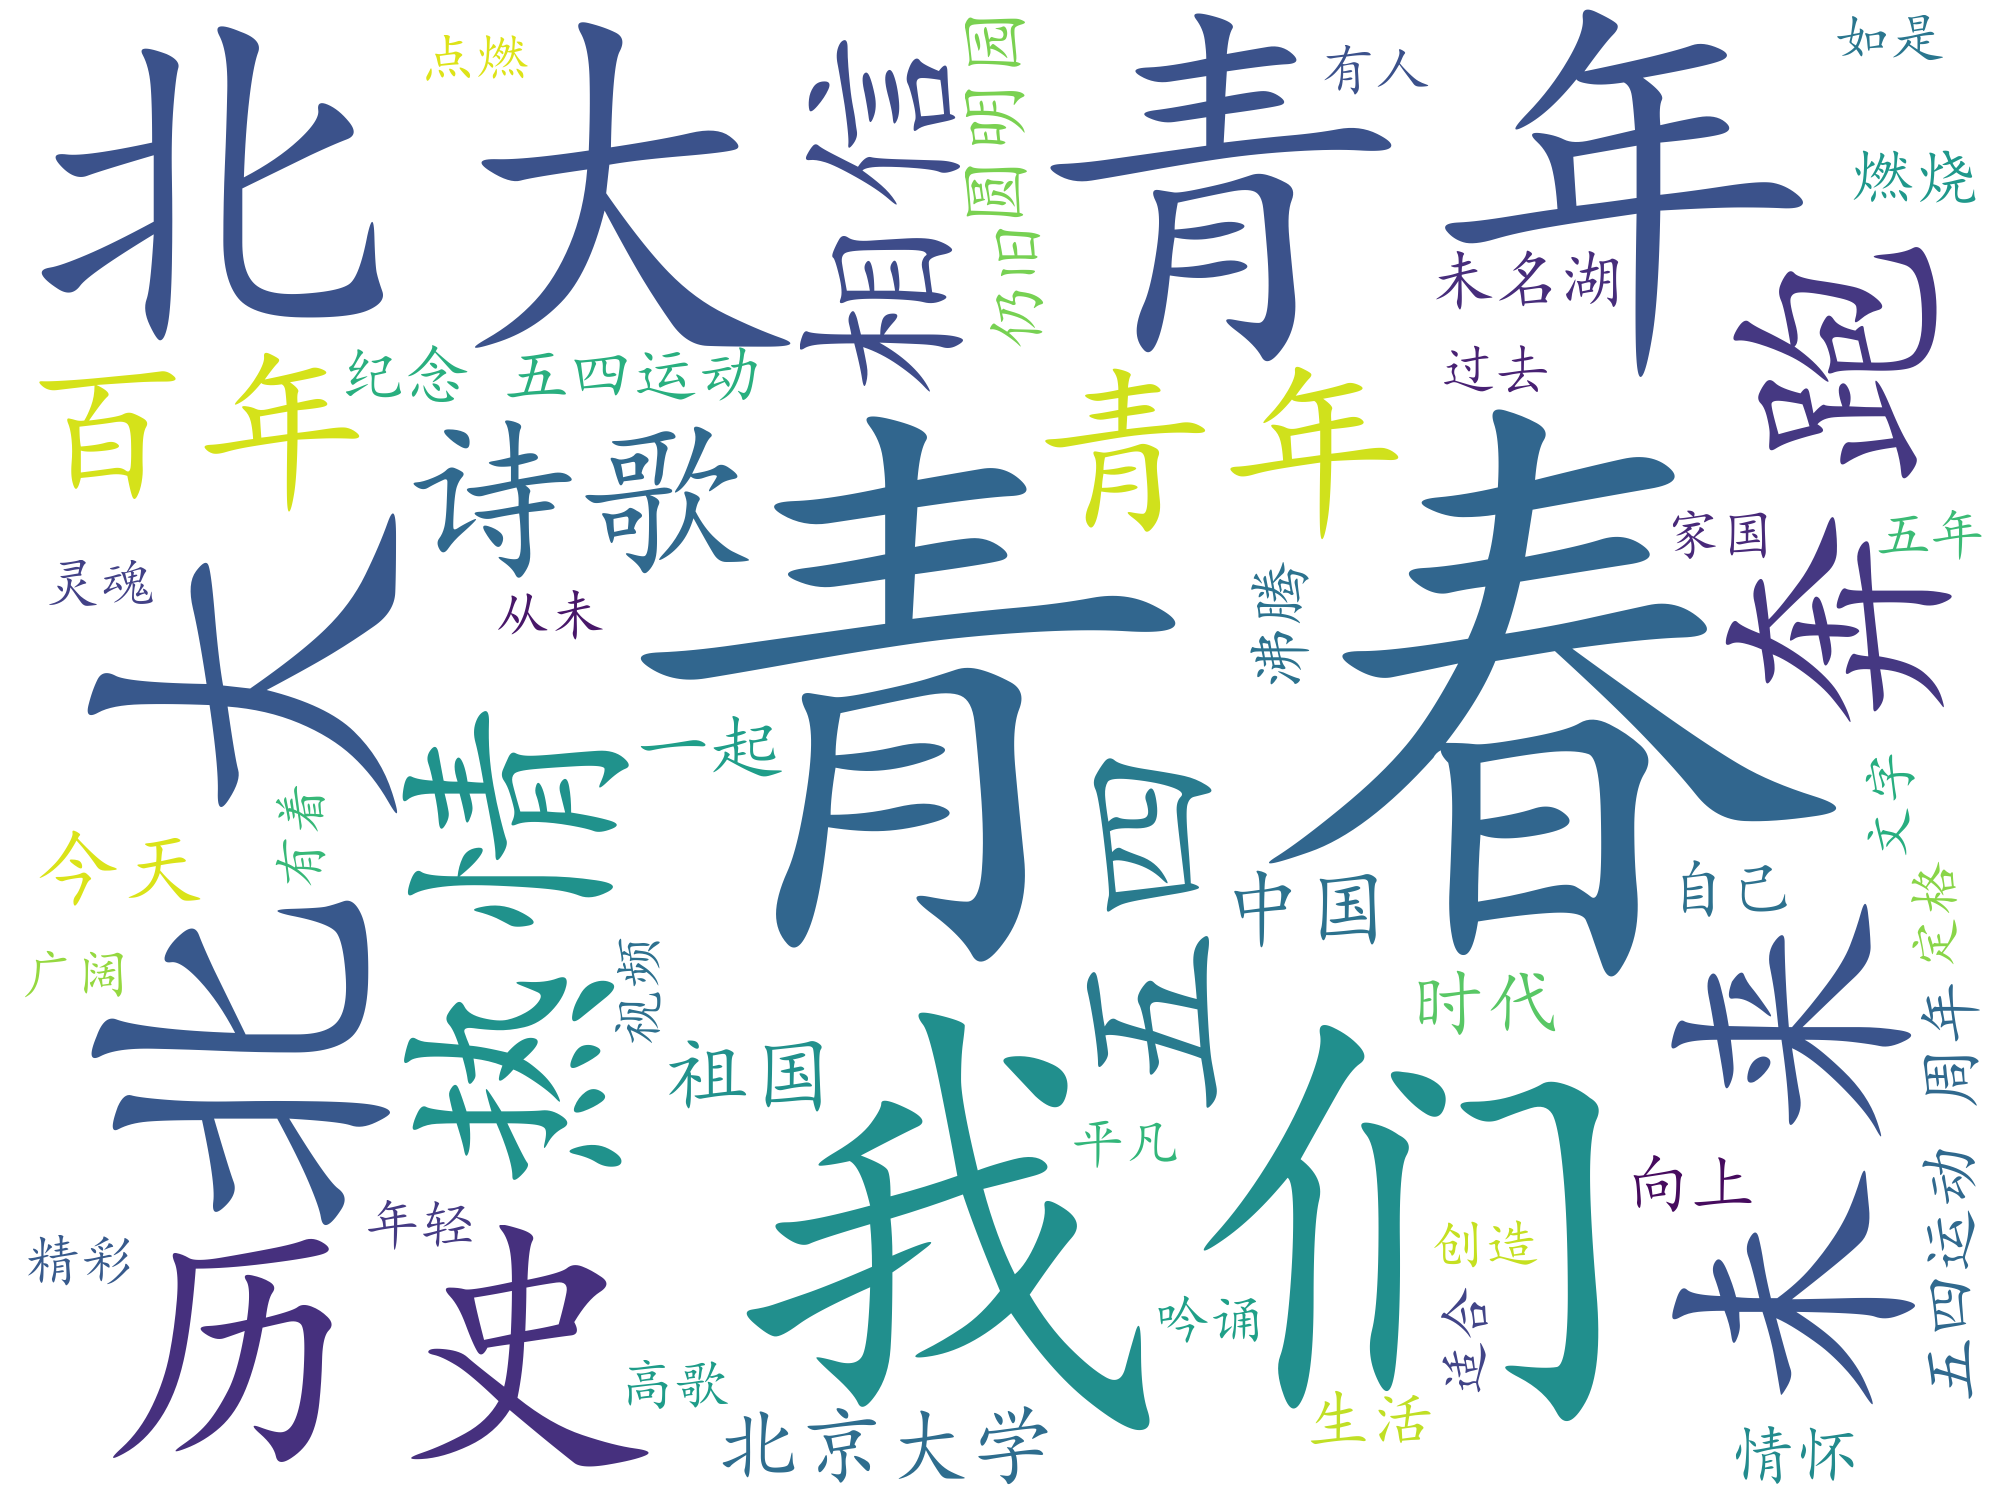 北大青年
点燃
相信
仍旧圆明园
有人
如是
燃烧
未名湖
过去
奔跑
百年
纪念
五四运动
诗歌
青年
青春
家国
五年
灵魂
从未
沸腾
北大
热情
一起
五四
文字
今天
有着
中国
自己
定格
广阔
视频
祖国
时代
未来
五四运动周年
我们
平凡
向上
年轻
精彩
历史
创造
吟诵
适合
高歌
北京大学
生活
情怀